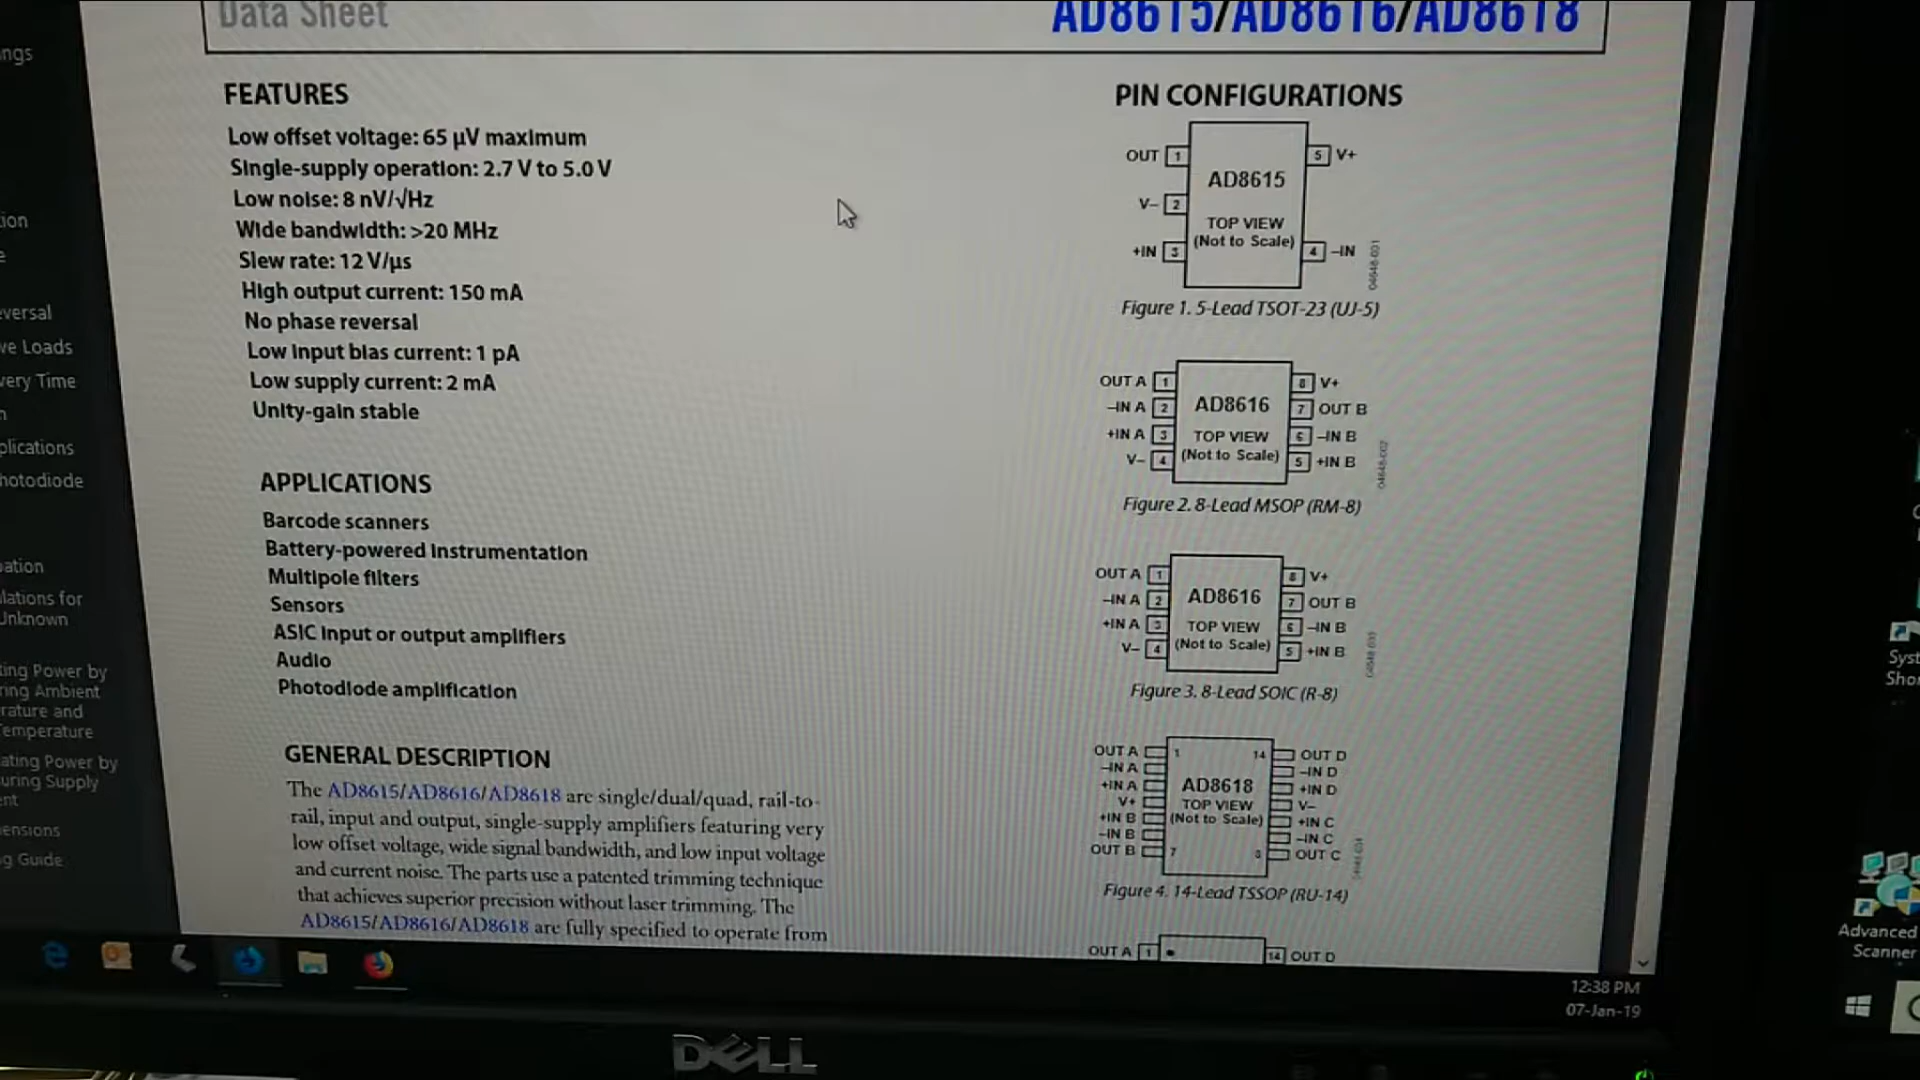 Data Sheet
AD8615/AD8616/AD8618
FEATURES
Low offset voltage: 65 µV maximum
Single-supply operation: 2.7 V to 5.0 V
Low noise: 8 nV/√Hz
Wide bandwidth: >20 MHz
Slew rate: 12 V/µs
High output current: 150 mA
No phase reversal
Low input bias current: 1 pA
Low supply current: 2 mA
Unity-gain stable
APPLICATIONS
Barcode scanners
Battery-powered instrumentation
Multipole filters
Sensors
ASIC input or output amplifiers
Audio
Photodiode amplification
GENERAL DESCRIPTION
The AD8615/AD8616/AD8618 are single/dual/quad, rail-to-
rail, input and output, single-supply amplifiers featuring very
low offset voltage, wide signal bandwidth, and low input voltage
and current noise. The parts use a patented trimming technique
that achieves superior precision without laser trimming. The
AD8615/AD8616/AD8618 are fully specified to operate from
PIN CONFIGURATIONS
OUT 1 5 V+
AD8615
V– 2
TOP VIEW
(Not to Scale)
+IN 3 4 –IN
04648-001
Figure 1. 5-Lead TSOT-23 (UJ-5)
OUT A 1 8 V+
–IN A 2 AD8616 7 OUT B
+IN A 3 TOP VIEW 6 –IN B
V– 4 (Not to Scale) 5 +IN B
04648-002
Figure 2. 8-Lead MSOP (RM-8)
OUT A 1 8 V+
–IN A 2 AD8616 7 OUT B
+IN A 3 TOP VIEW 6 –IN B
V– 4 (Not to Scale) 5 +IN B
04648-003
Figure 3. 8-Lead SOIC (R-8)
OUT A 1 14 OUT D
–IN A –IN D
+IN A AD8618 +IN D
V+ TOP VIEW V–
+IN B (Not to Scale) +IN C
–IN B –IN C
OUT B 7 8 OUT C
Figure 4. 14-Lead TSSOP (RU-14)
OUT A 1 14 OUT D
ngs
ion
e
versal
ve Loads
very Time
n
plications
hotodiode
pation
lations for
Unknown
ting Power by
ring Ambient
rature and
Temperature
ating Power by
uring Supply
ent
ensions
g Guide
12:38 PM
07-Jan-19
DELL
Syst
Shor
Advanced
Scanner